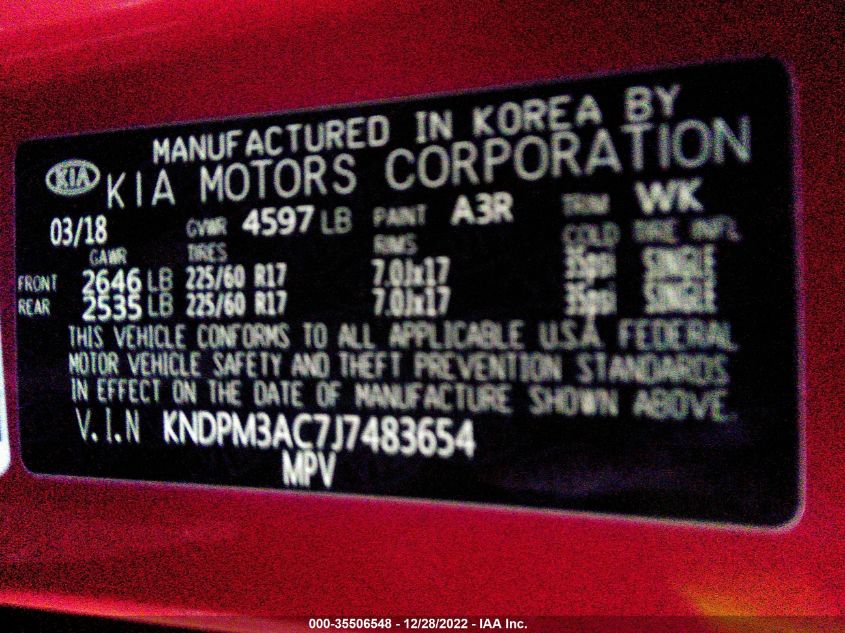 MANUFACTURED IN KOREA BY
KIA KIA MOTORS CORPORATION
03/18 GVWR 4597 LB PAINT A3R TRIM WK
GAWR TIRES RIMS COLD TIRE INFL
FRONT 2646 LB 225/60 R17 7.0Jx17 35psi SINGLE
REAR 2535 LB 225/60 R17 7.0Jx17 35psi SINGLE
THIS VEHICLE CONFORMS TO ALL APPLICABLE U.S.A FEDERAL
MOTOR VEHICLE SAFETY AND THEFT PREVENTION STANDARDS
IN EFFECT ON THE DATE OF MANUFACTURE SHOWN ABOVE.
V.I.N KNDPM3AC7J7483654
MPV
000-35506548 - 12/28/2022 - IAA Inc.